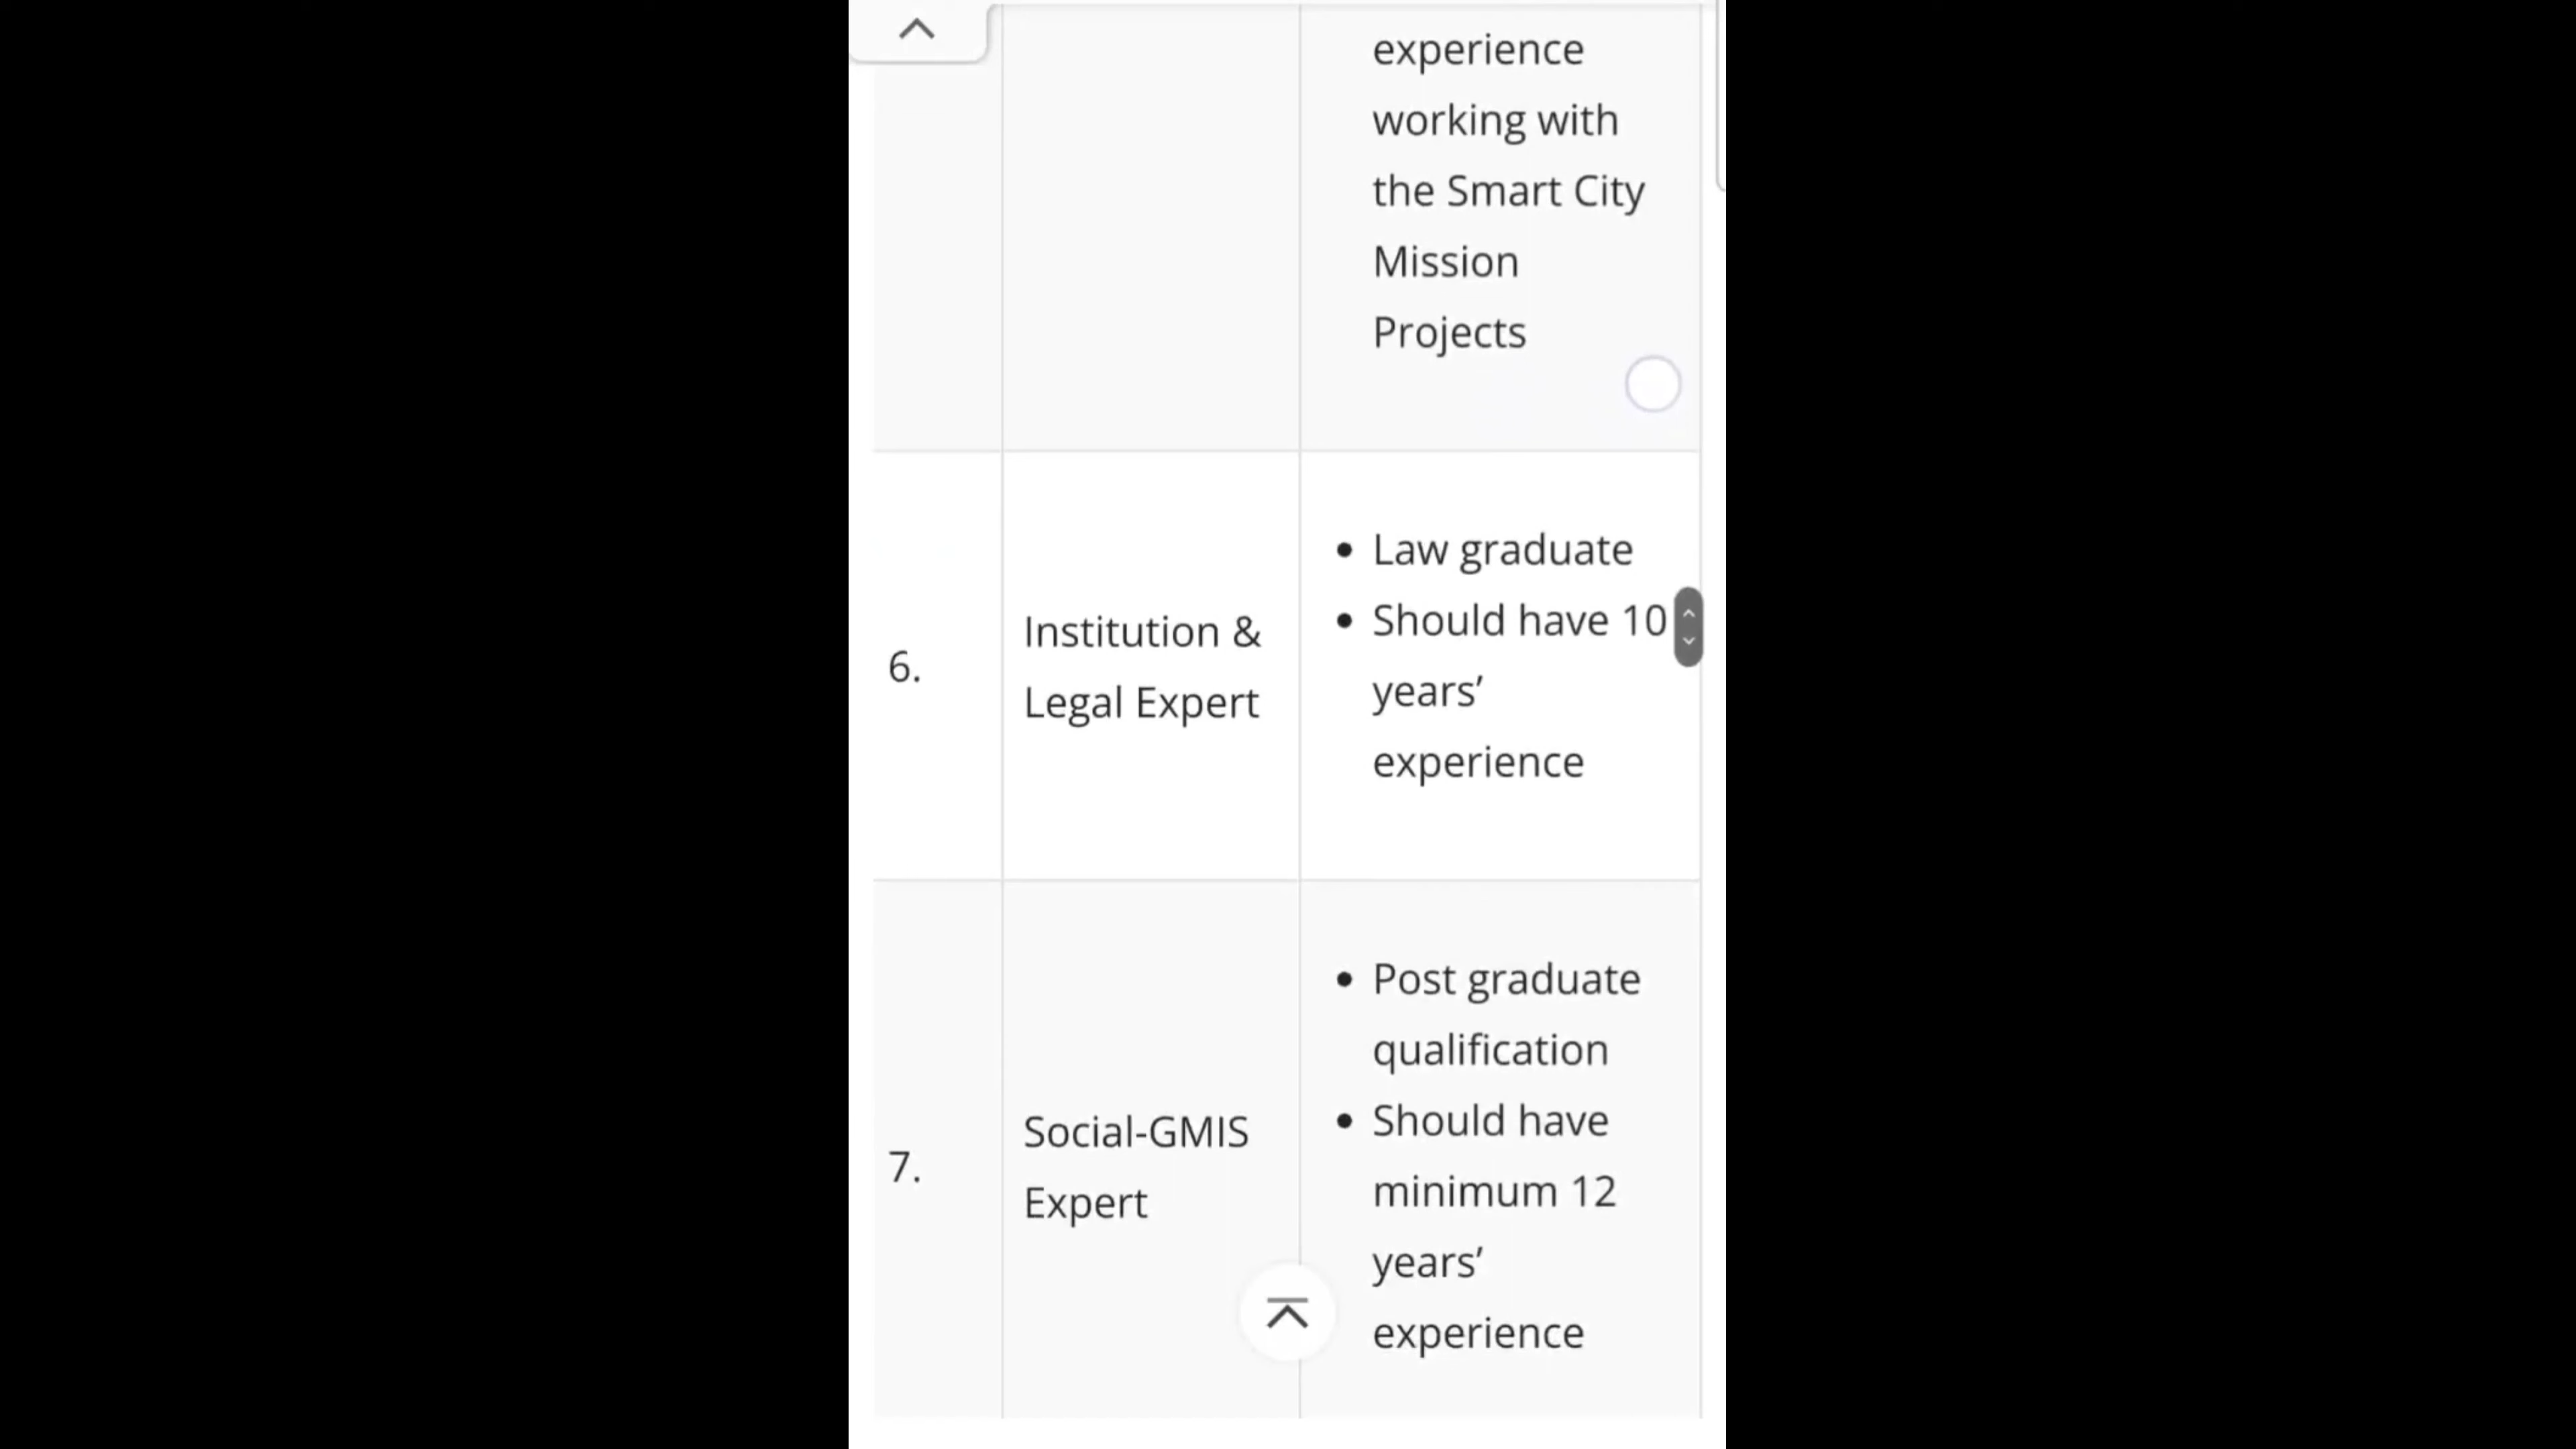 experience
working with
the Smart City
Mission
Projects
6.
Institution &
Legal Expert
• Law graduate
• Should have 10
years’
experience
7.
Social-GMIS
Expert
• Post graduate
qualification
• Should have
minimum 12
years’
experience